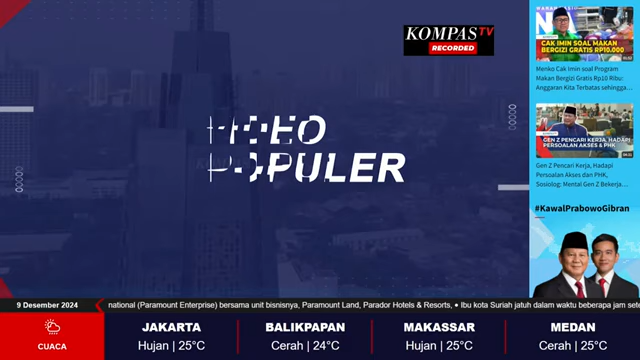 KOMPAS TV
RECORDED
POPULER
CAK IMIN SOAL MAKAN
BERGIZI GRATIS RP10.000
Menko Cak Imin soal Program
Makan Bergizi Gratis Rp10 Ribu:
Anggaran Kita Terbatas sehingga...
GEN Z PENCARI KERJA, HADAPI
PERSOALAN AKSES & PHK
Gen Z Pencari Kerja, Hadapi
Persoalan Akses dan PHK,
Sosiolog: Mental Gen Z Bekerja...
#KawalPrabowoGibran
9 Desember 2024
national (Paramount Enterprise) bersama unit bisnisnya, Paramount Land, Parador Hotels & Resorts, • Ibu kota Suriah jatuh dalam waktu beberapa jam sete
CUACA
JAKARTA
Hujan | 25°C
BALIKPAPAN
Cerah | 24°C
MAKASSAR
Hujan | 25°C
MEDAN
Cerah | 25°C